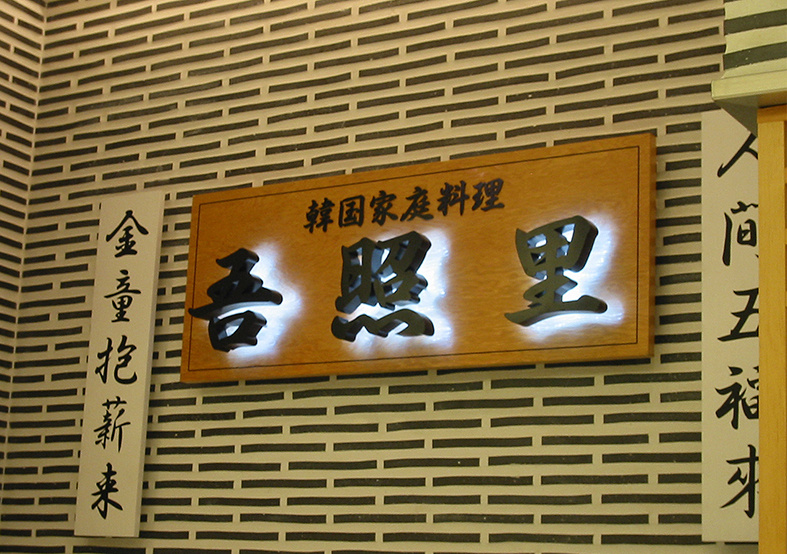 韓国家庭料理
吾照里
金童抱薪来
人間五福来